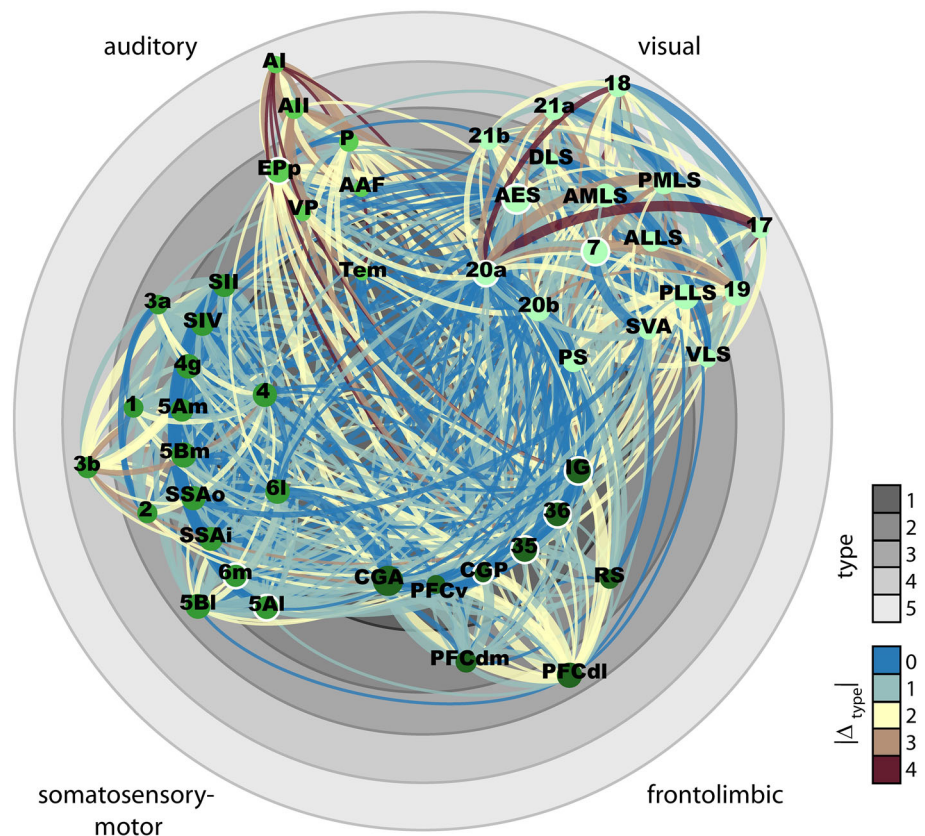 auditory
visual
AI
18
AII
21a
P
21b
DLS
EPp
AAF
AES
AMLS
PMLS
VP
17
7
ALLS
Tem
20a
SII
3a
20b
PLLS
19
SIV
SVA
4g
PS
VLS
4
1
5Am
3b
5Bm
IG
SSAo
6l
2
36
SSAi
35
6m
CGA
PFCv
CGP
RS
5Bl
5Al
PFCdm
PFCdl
type
1
2
3
4
5
|Δ type|
0
1
2
3
4
somatosensory-
motor
frontolimbic